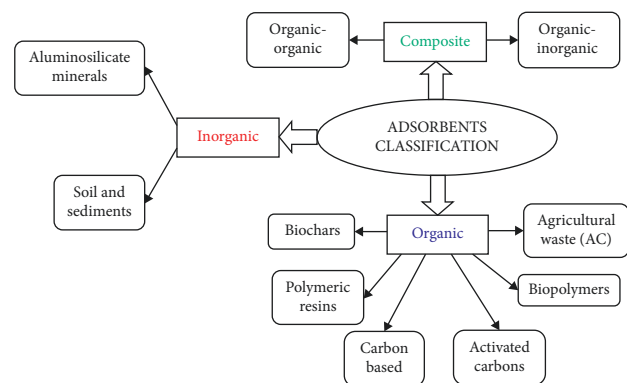 Organic-
organic
Composite
Organic-
inorganic
Aluminosilicate
minerals
Inorganic
ADSORBENTS
CLASSIFICATION
Soil and
sediments
Biochars
Organic
Agricultural
waste (AC)
Polymeric
resins
Biopolymers
Carbon
based
Activated
carbons